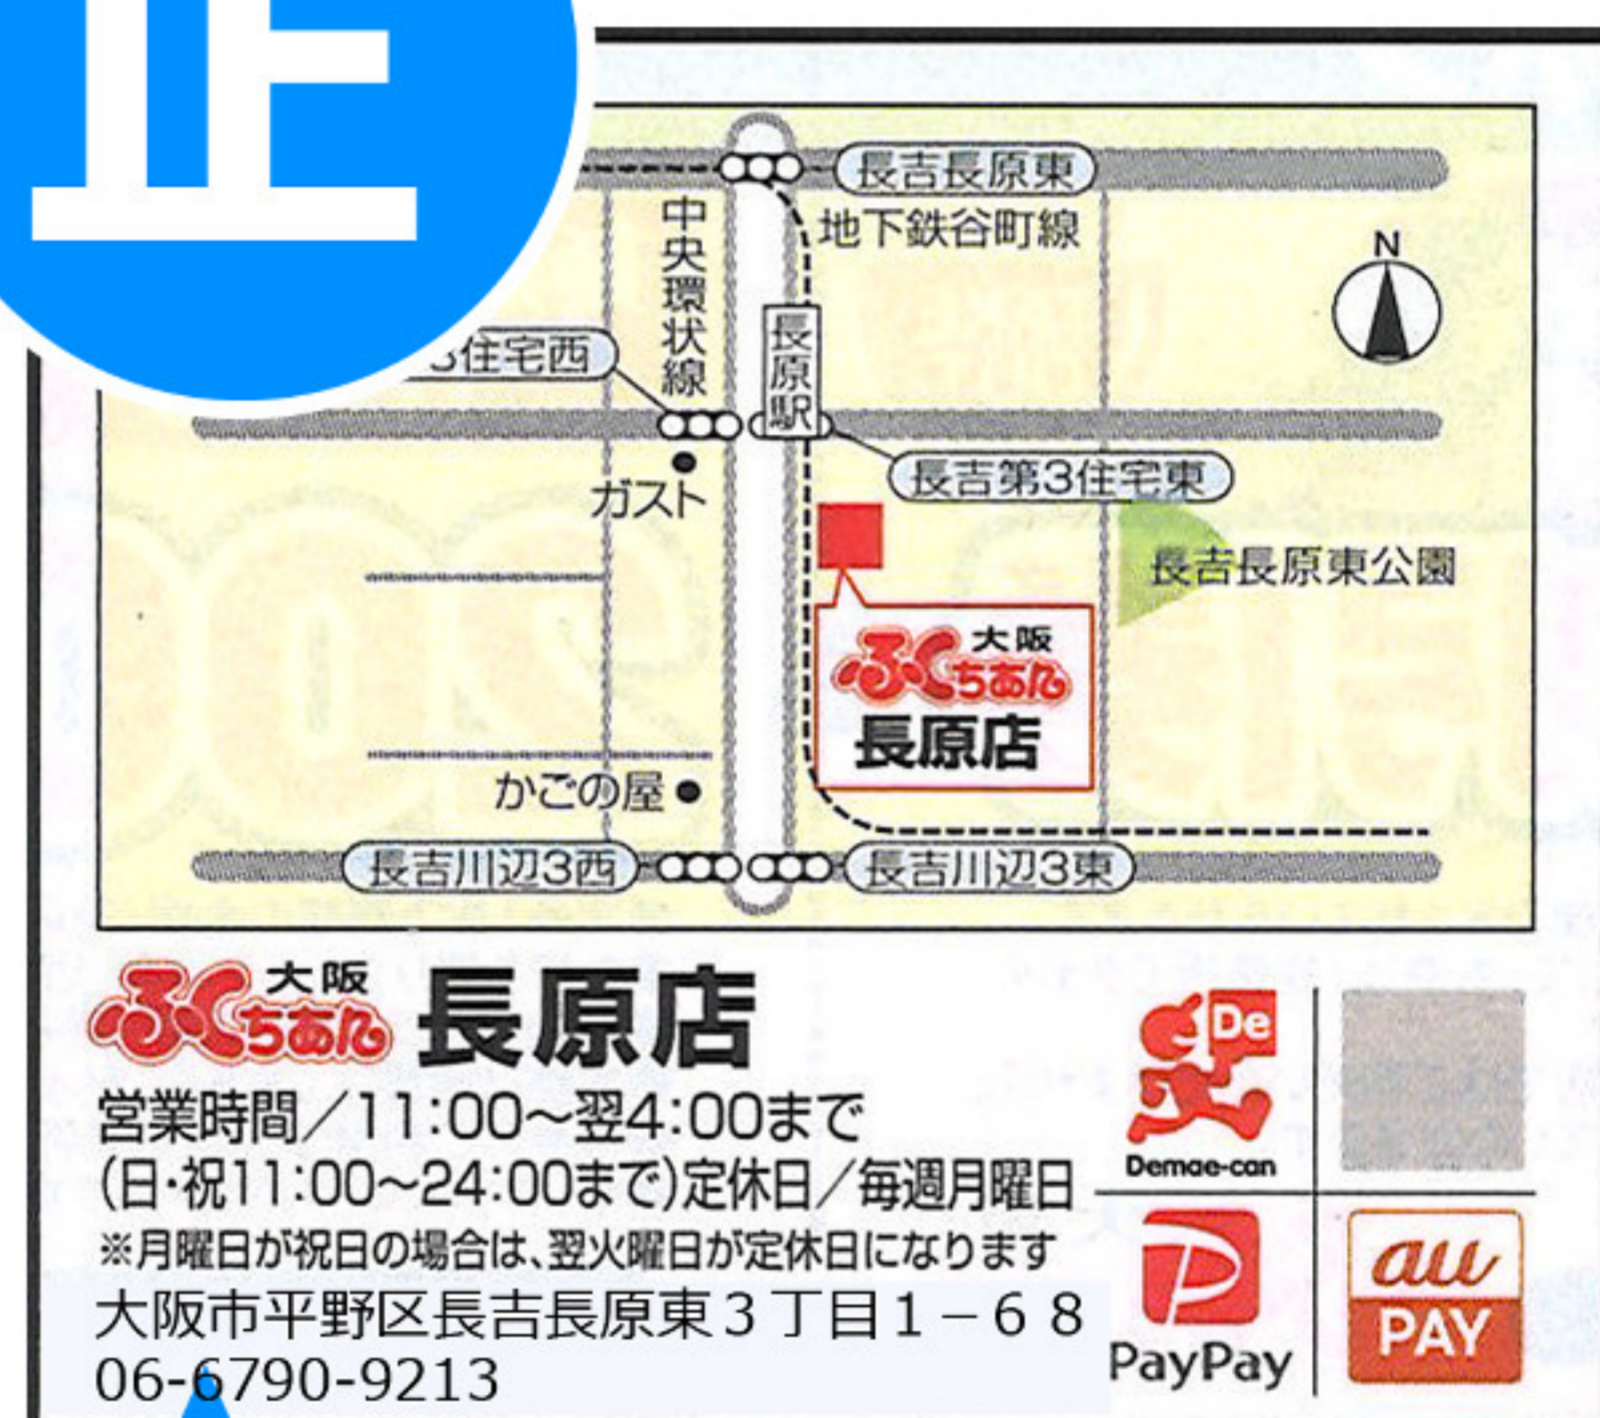 正
長吉長原東
地下鉄谷町線
N
中央環状線
長原駅
3住宅西
長吉第3住宅東
ガスト
長吉長原東公園
大阪
ふくちあん
長原店
かごの屋
長吉川辺3西
長吉川辺3東
大阪
ふくちあん
長原店
De
Demae-can
営業時間／11:00～翌4:00まで
(日・祝11:00～24:00まで)定休日／毎週月曜日
※月曜日が祝日の場合は、翌火曜日が定休日になります
大阪市平野区長吉長原東３丁目１－６８
06-6790-9213
P
PayPay
au
PAY